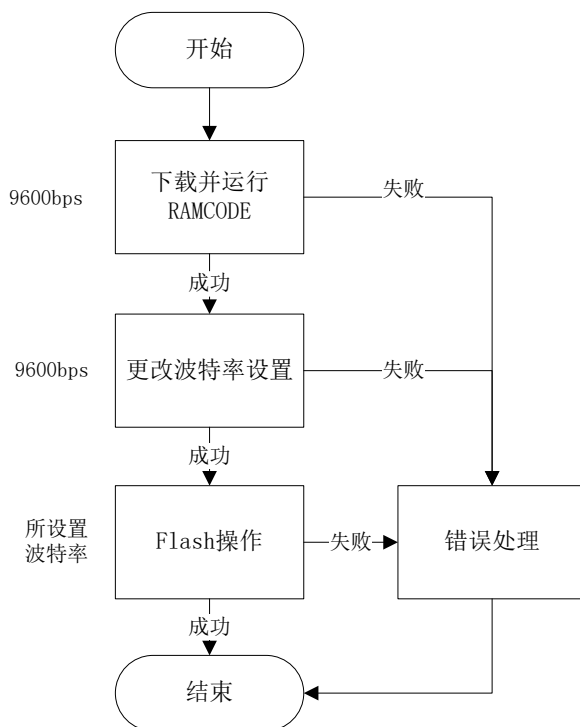 开始
9600bps
下载并运行
RAMCODE
失败
成功
9600bps
更改波特率设置
失败
成功
所设置
波特率
Flash操作
失败
错误处理
成功
结束